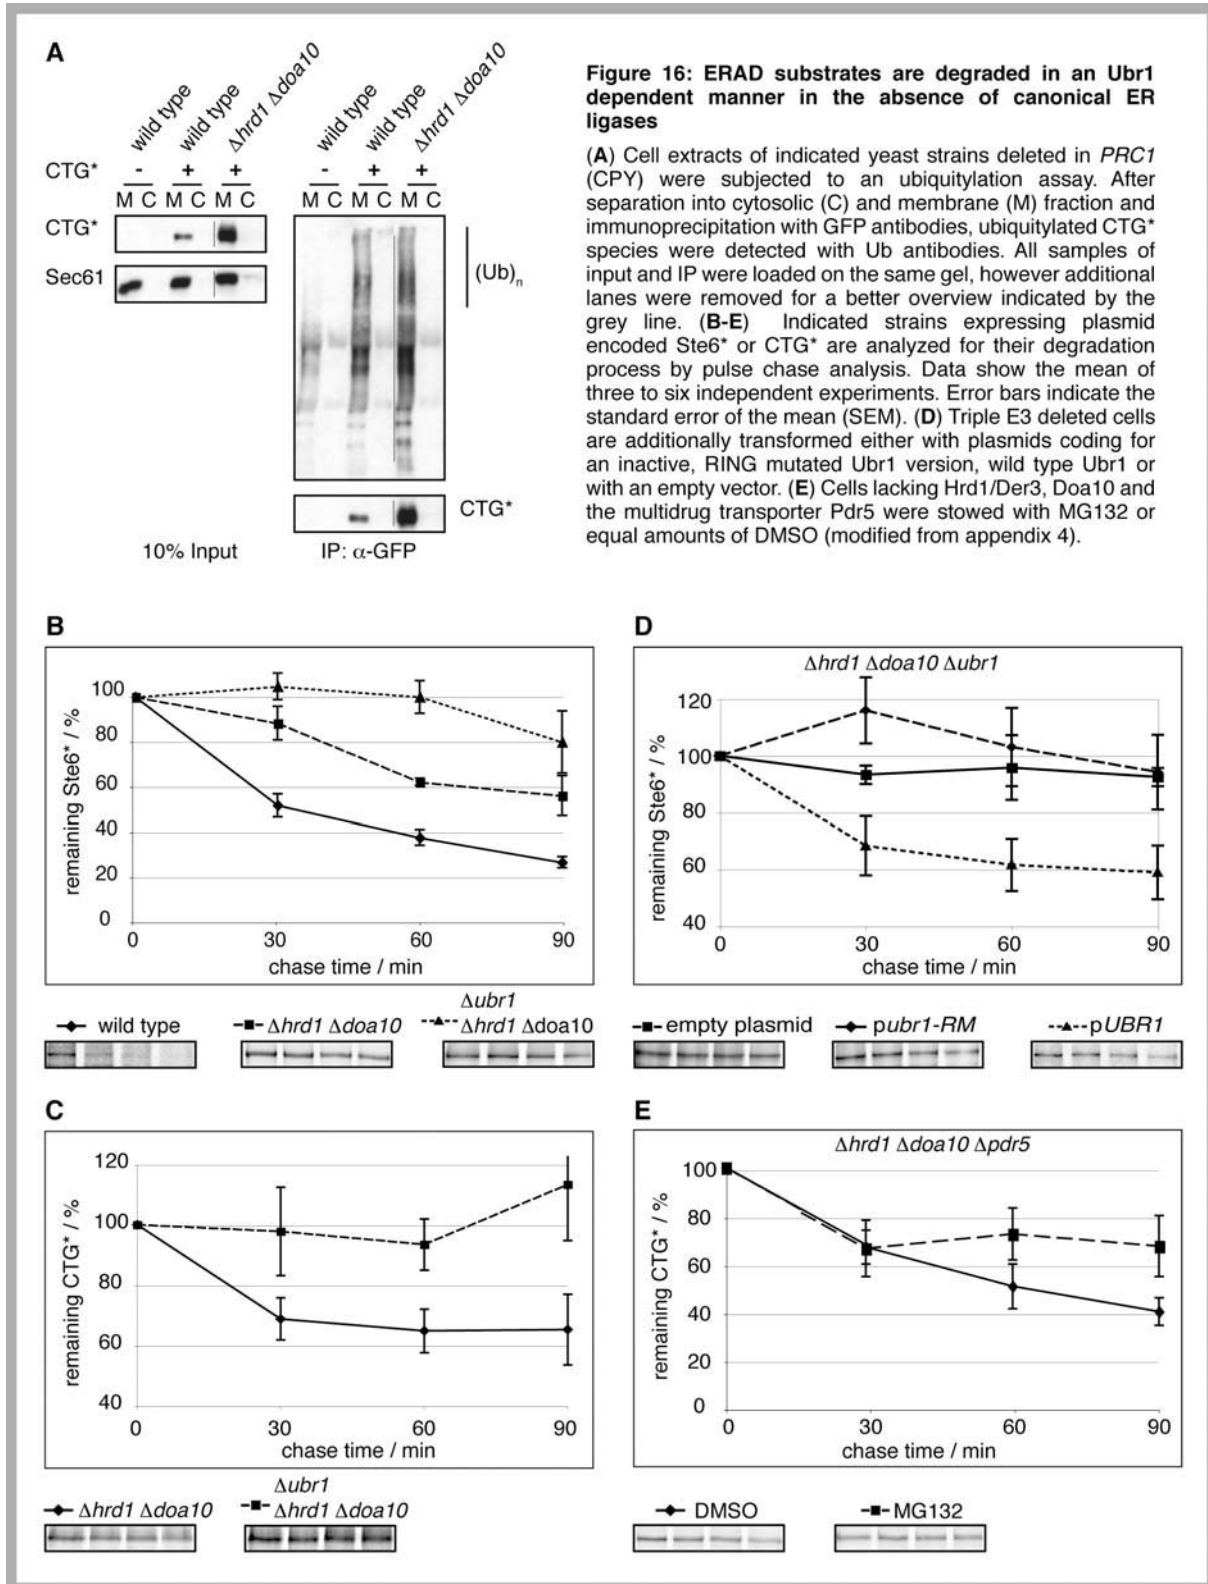 A
wild type
wild type
Δhrd1 Δdoa10
wild type
wild type
Δhrd1 Δdoa10
CTG* - + + - + +
M C M C M C M C M C M C
CTG*
Sec61
(Ub)n
CTG*
10% Input
IP: α-GFP
Figure 16: ERAD substrates are degraded in an Ubr1
dependent manner in the absence of canonical ER
ligases
(A) Cell extracts of indicated yeast strains deleted in PRC1
(CPY) were subjected to an ubiquitylation assay. After
separation into cytosolic (C) and membrane (M) fraction and
immunoprecipitation with GFP antibodies, ubiquitylated CTG*
species were detected with Ub antibodies. All samples of
input and IP were loaded on the same gel, however additional
lanes were removed for a better overview indicated by the
grey line. (B-E) Indicated strains expressing plasmid
encoded Ste6* or CTG* are analyzed for their degradation
process by pulse chase analysis. Data show the mean of
three to six independent experiments. Error bars indicate the
standard error of the mean (SEM). (D) Triple E3 deleted cells
are additionally transformed either with plasmids coding for
an inactive, RING mutated Ubr1 version, wild type Ubr1 or
with an empty vector. (E) Cells lacking Hrd1/Der3, Doa10 and
the multidrug transporter Pdr5 were stowed with MG132 or
equal amounts of DMSO (modified from appendix 4).
B
remaining Ste6* / %
100
80
60
40
20
0
0 30 60 90
chase time / min
wild type
Δhrd1 Δdoa10
Δubr1
Δhrd1 Δdoa10
D
Δhrd1 Δdoa10 Δubr1
remaining Ste6* / %
120
100
80
60
40
0 30 60 90
chase time / min
empty plasmid
pubr1-RM
pUBR1
C
remaining CTG* / %
120
100
80
60
40
0 30 60 90
chase time / min
Δhrd1 Δdoa10
Δubr1
Δhrd1 Δdoa10
E
Δhrd1 Δdoa10 Δpdr5
remaining CTG* / %
100
80
60
40
20
0
0 30 60 90
chase time / min
DMSO
MG132